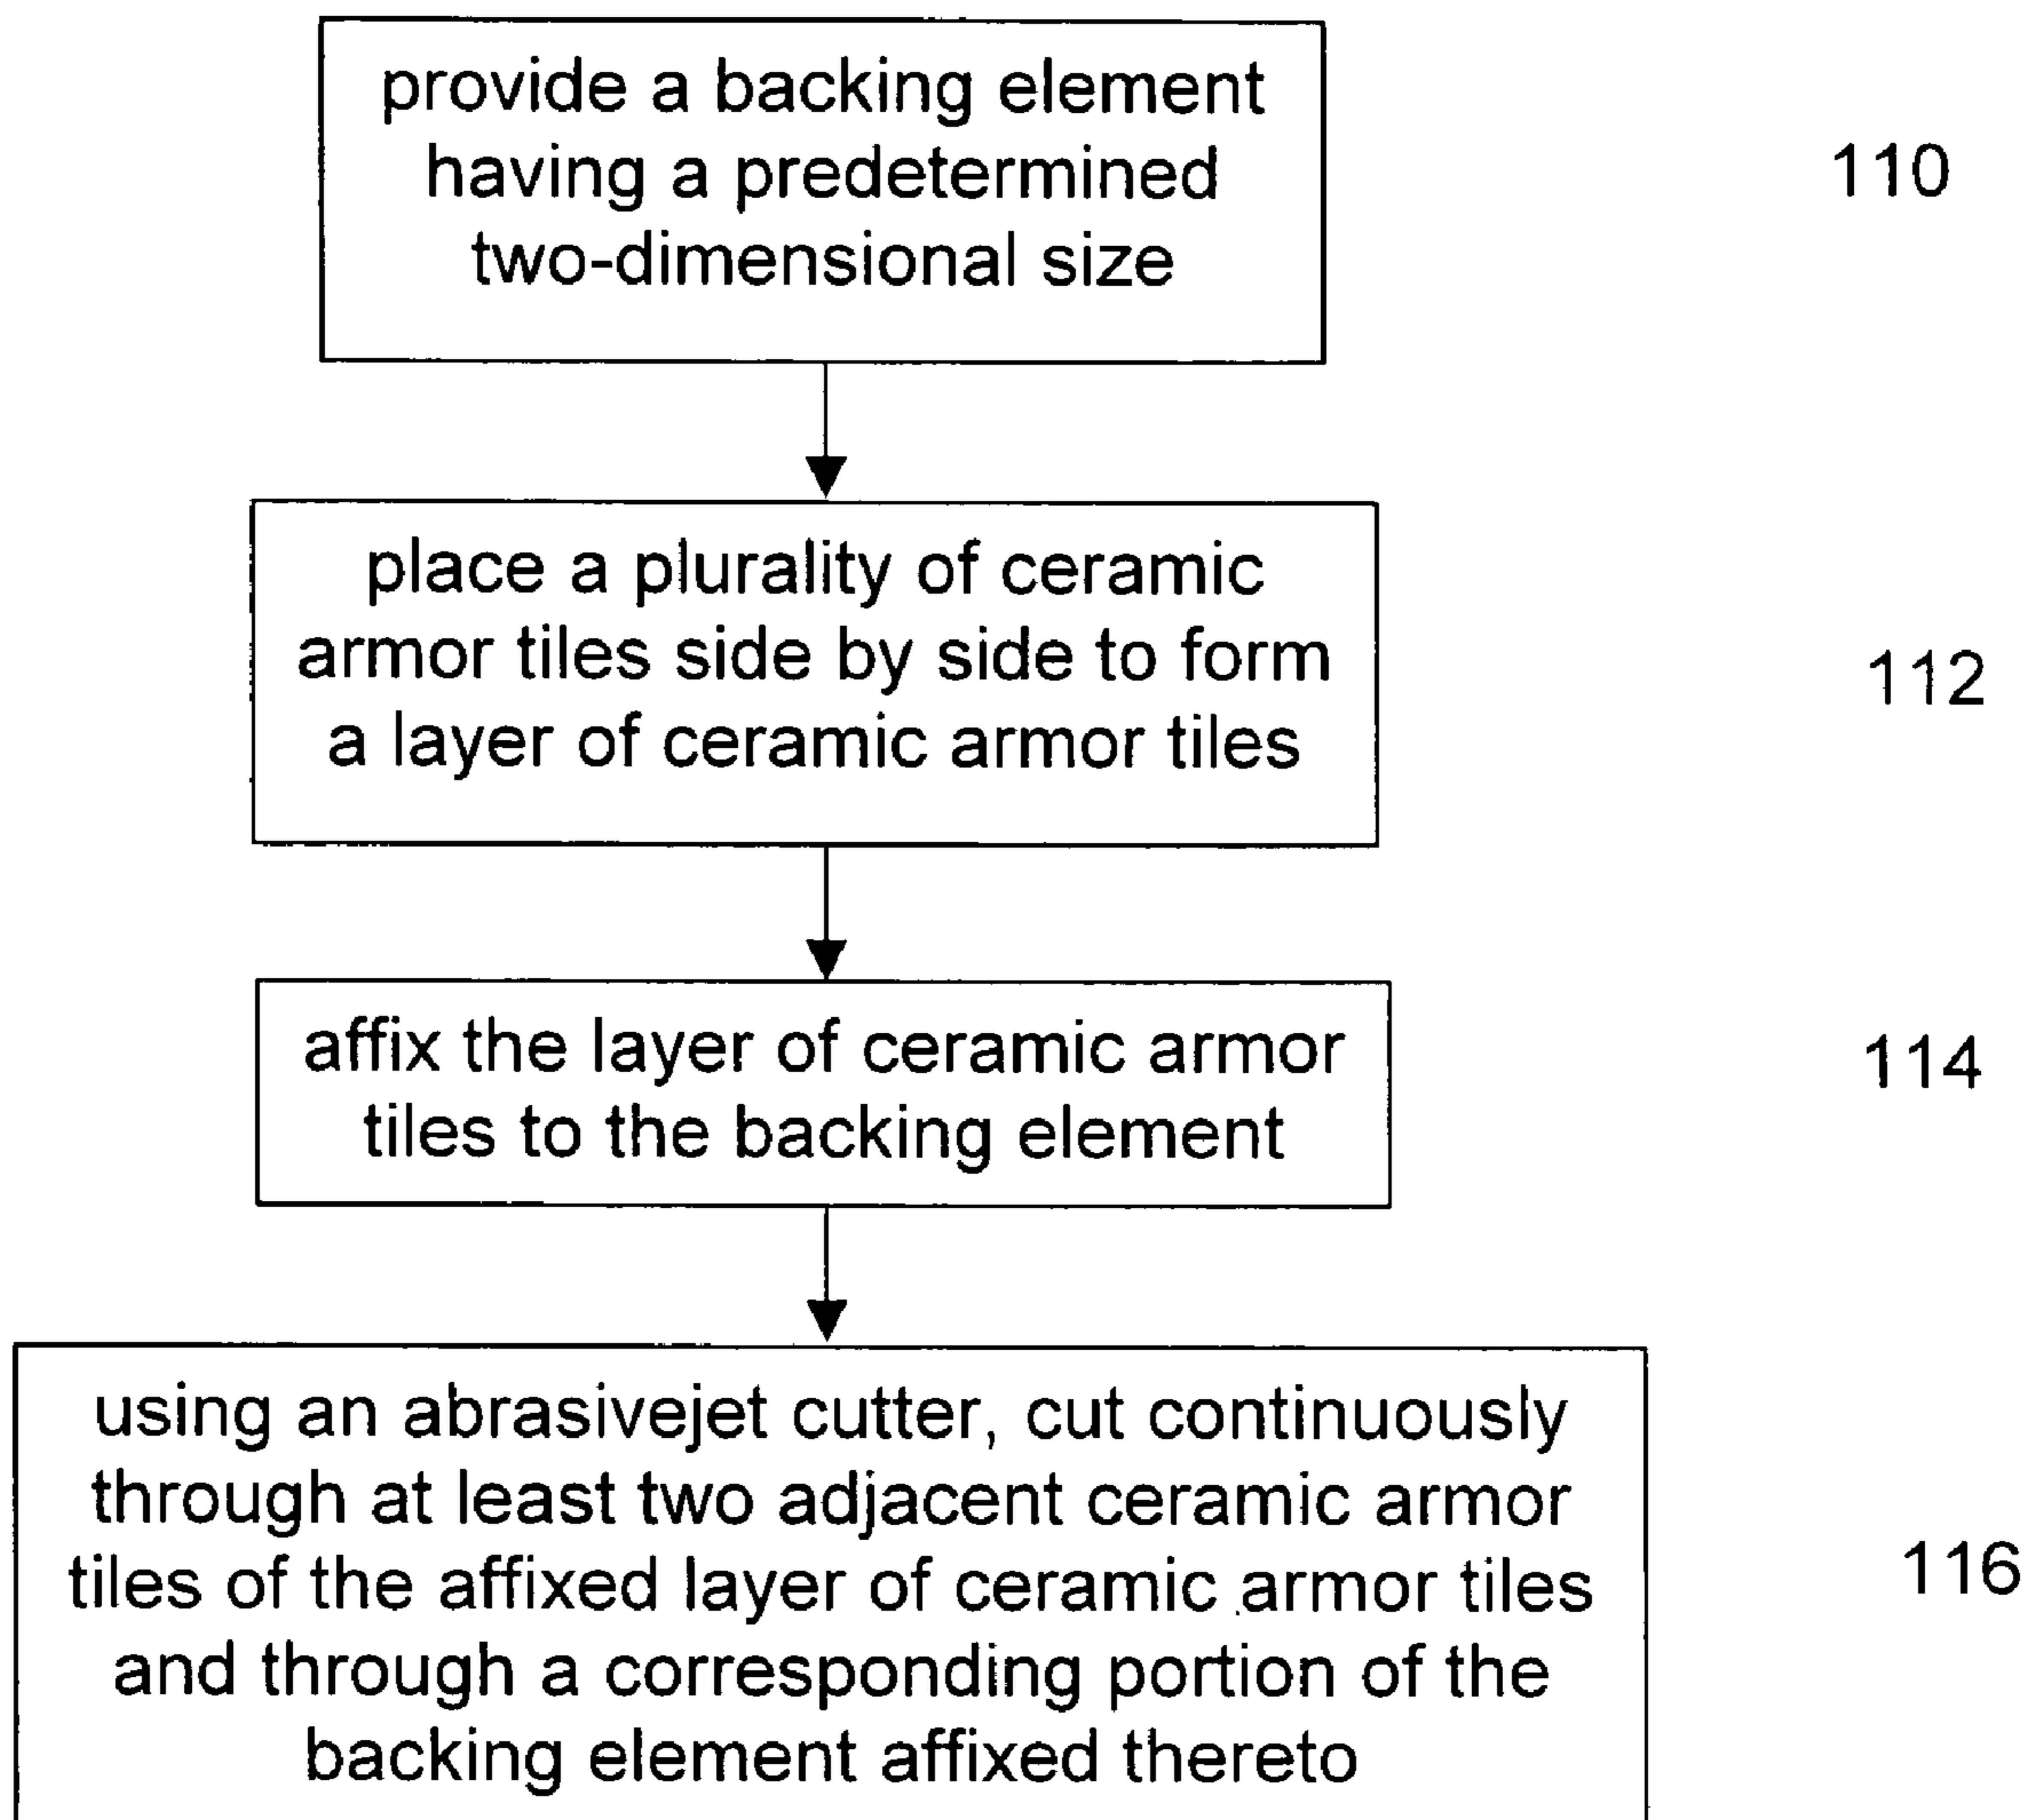 provide a backing element
having a predetermined
two-dimensional size
110
place a plurality of ceramic
armor tiles side by side to form
a layer of ceramic armor tiles
112
affix the layer of ceramic armor
tiles to the backing element
114
using an abrasivejet cutter, cut continuously
through at least two adjacent ceramic armor
tiles of the affixed layer of ceramic armor tiles
and through a corresponding portion of the
backing element affixed thereto
116